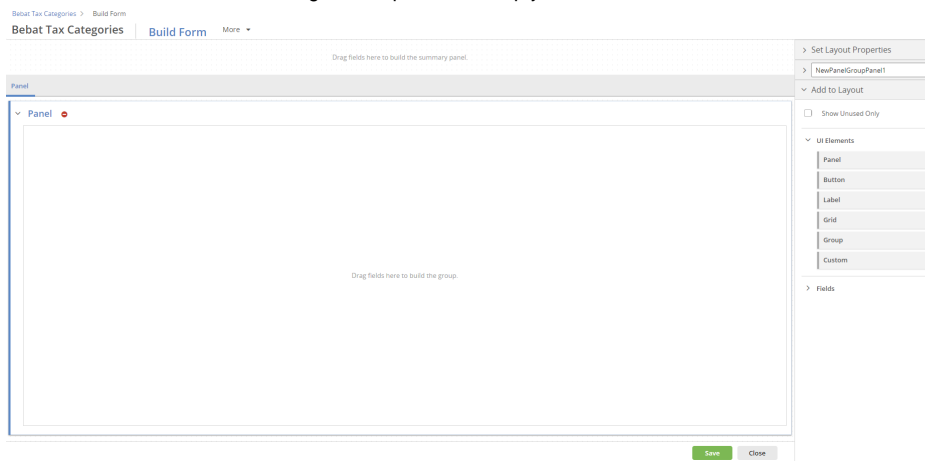 Bebat Tax Categories > Build Form
Bebat Tax Categories Build Form More
Drag fields here to build the summary panel.
Panel
Panel
Drag fields here to build the group.
Save Close
Set Layout Properties
NewPanelGroupPanel1
Add to Layout
Show Unused Only
UI Elements
Panel
Button
Label
Grid
Group
Custom
Fields